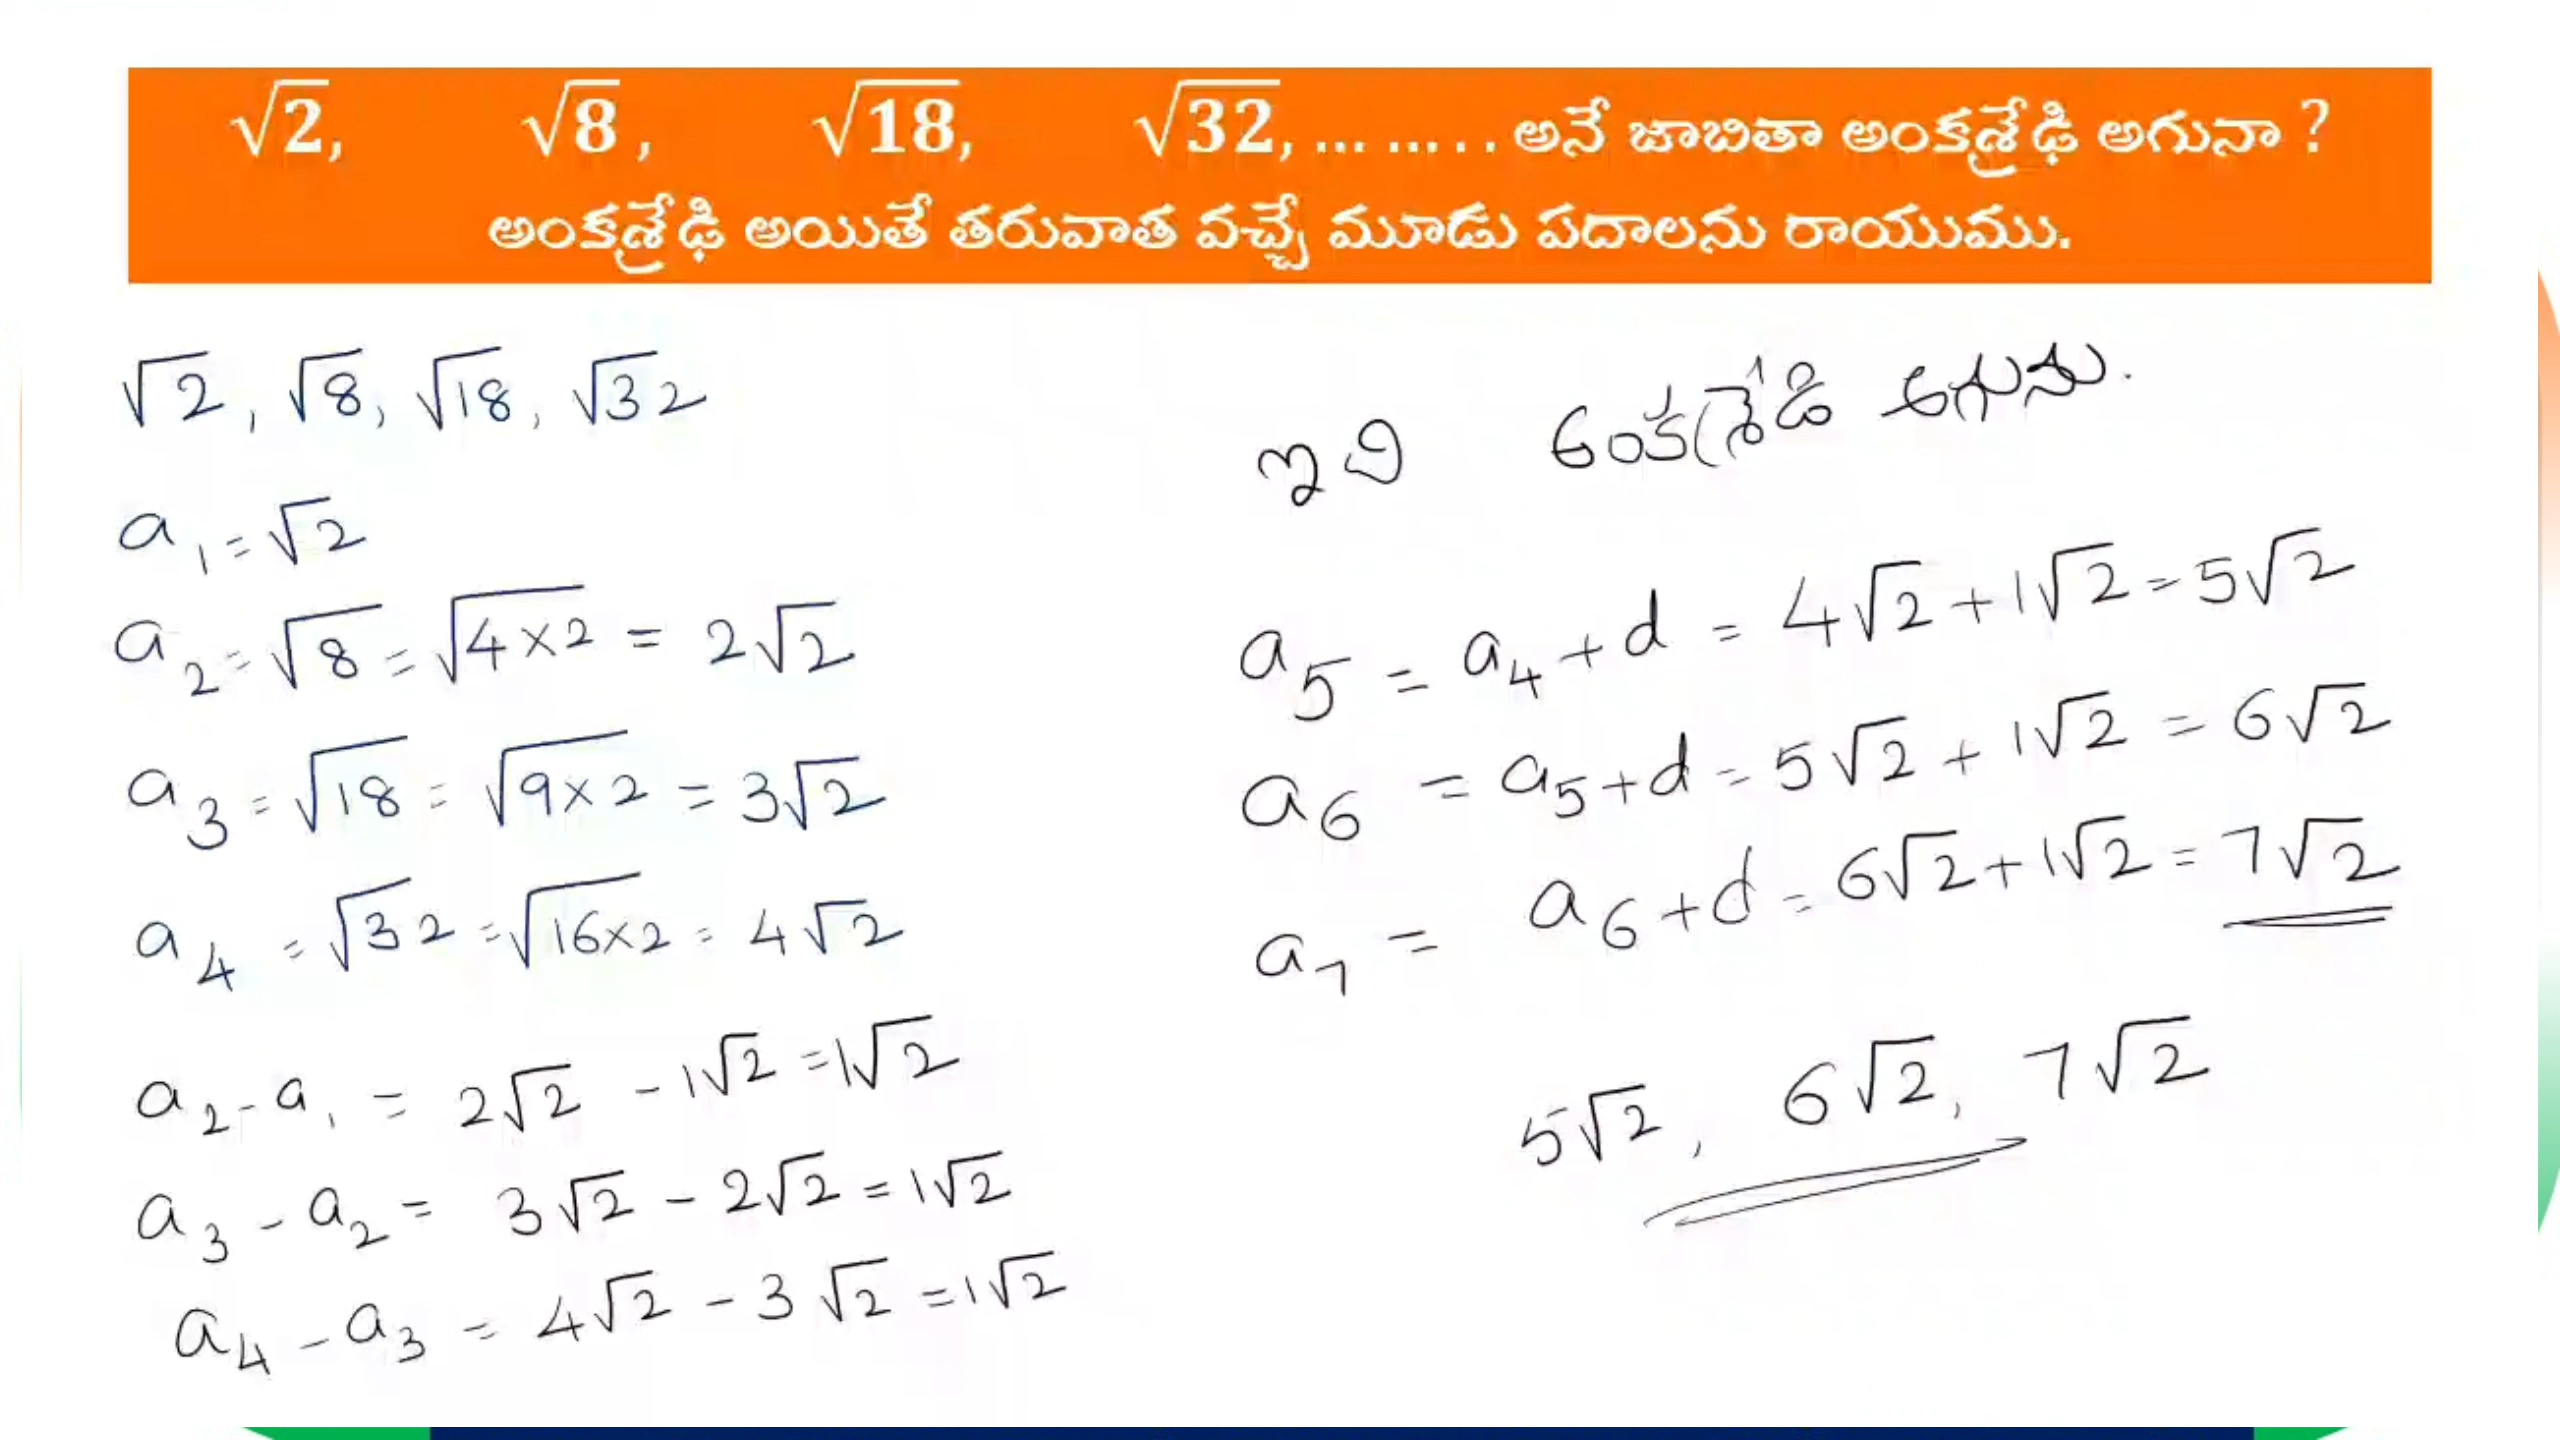 √2, √8, √18, √32, ... ... . . అనే జాబితా అంకశ్రేఢి అగునా ?
అంకశ్రేఢి అయితే తరువాత వచ్చే మూడు పదాలను రాయుము.
√2, √8, √18, √32
a₁ = √2
a₂ = √8 = √4×2 = 2√2
a₃ = √18 = √9×2 = 3√2
a₄ = √32 = √16×2 = 4√2
a₂ - a₁ = 2√2 - 1√2 = 1√2
a₃ - a₂ = 3√2 - 2√2 = 1√2
a₄ - a₃ = 4√2 - 3√2 = 1√2
ఇవి అంకశ్రేడి అగును.
a₅ = a₄ + d = 4√2 + 1√2 = 5√2
a₆ = a₅ + d = 5√2 + 1√2 = 6√2
a₇ = a₆ + d = 6√2 + 1√2 = 7√2
5√2, 6√2, 7√2